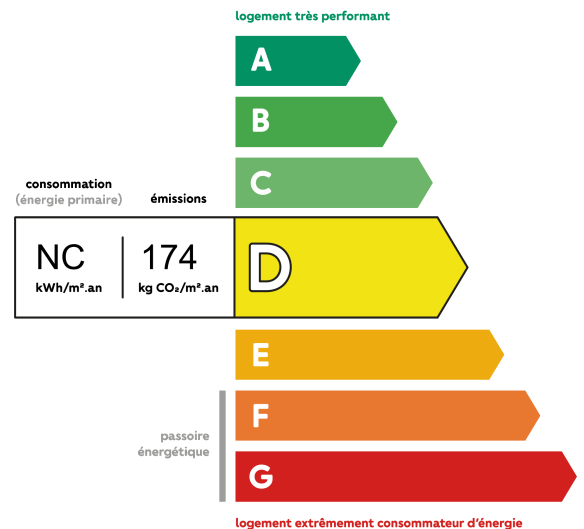 logement très performant
A
B
C
consommation
(énergie primaire)
émissions
NC
174
kWh/m².an
kg CO₂/m².an
D
E
F
passoire
énergétique
G
logement extrêmement consommateur d'énergie